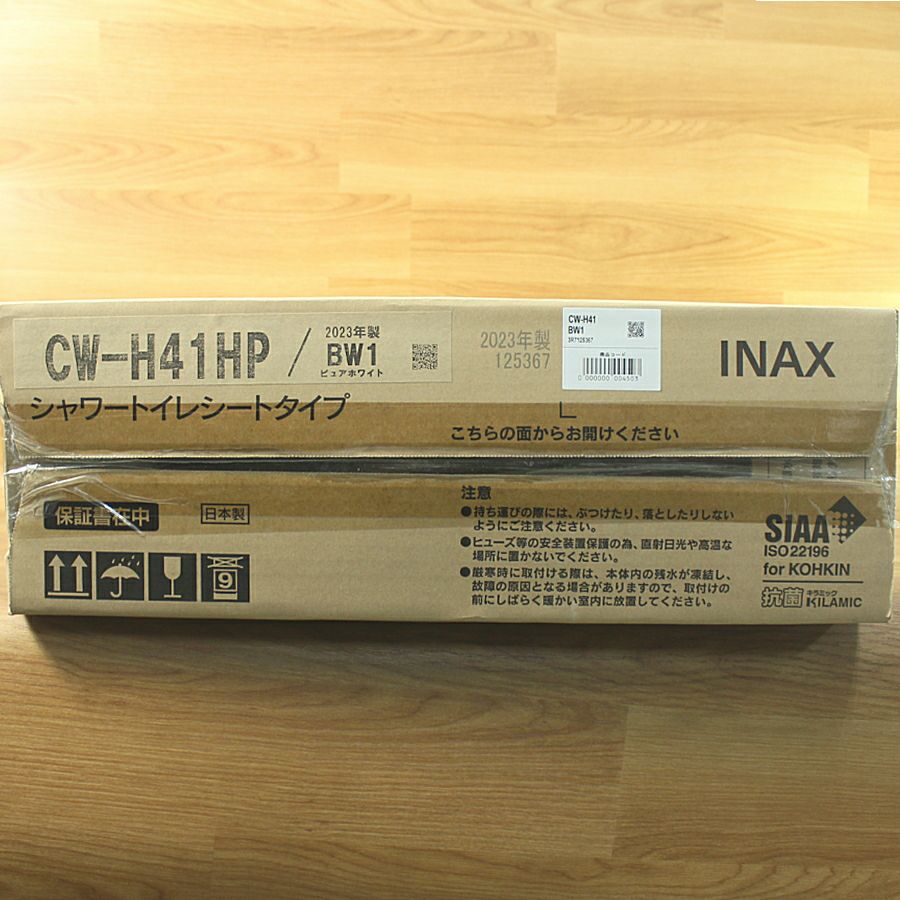 CW-H41HP / 2023年製
BW1
ピュアホワイト
2023年製
125367
CW-H41
BW1
3R7125367
商品コード
0 000000 004503
INAX
シャワートイレシートタイプ
こちらの面からお開けください
保証書在中
日本製
9
注意
●持ち運びの際には、ぶつけたり、落としたりしない
ようにご注意ください。
●ヒューズ等の安全装置保護の為、直射日光や高温な
場所に置かないでください。
●厳寒時に取付ける際は、本体内の残水が凍結し、
故障の原因となる場合がありますので、取付けの
前にしばらく暖かい室内に放置してください。
SIAA
ISO 22196
for KOHKIN
抗菌 キラミック
KILAMIC